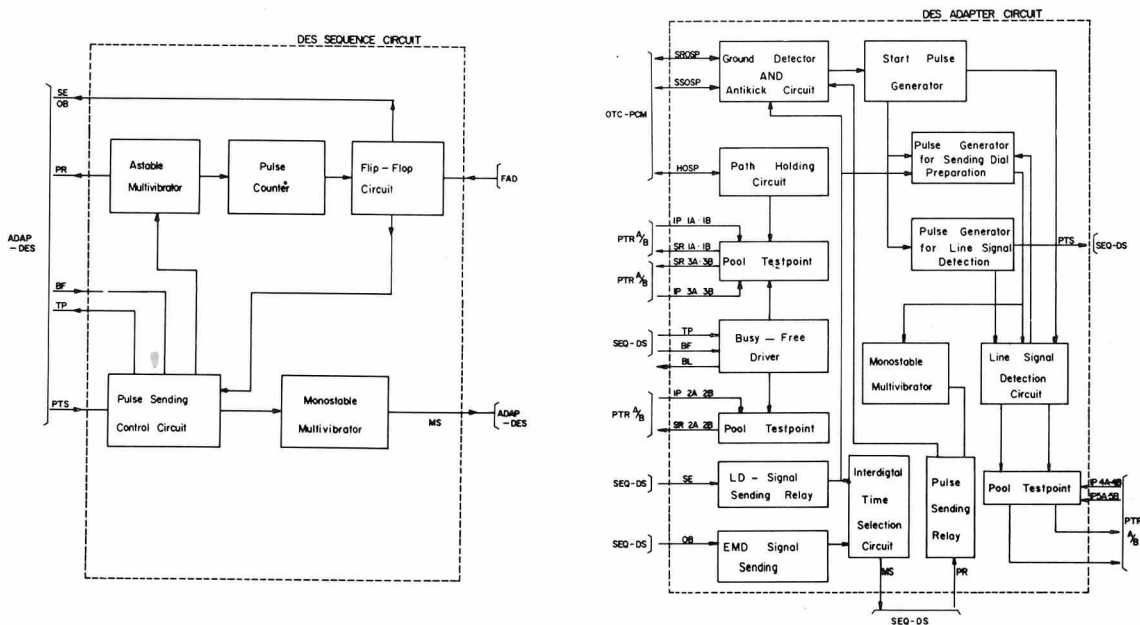 DES SEQUENCE CIRCUIT
SE
OB
Astable
Multivibrator
Pulse
Counter
Flip-Flop
Circuit
PR
FAD
ADAP
-DES
BF
TP
PTS
Pulse Sending
Control Circuit
Monostable
Multivibrator
MS
ADAP
-DES
DES ADAPTER CIRCUIT
SROSP
SSOSP
OTC-PCM
HOSP
Ground Detector
AND
Antikick Circuit
Start Pulse
Generator
Path Holding
Circuit
Pulse Generator
for Sending Dial
Preparation
Pulse Generator
for Line Signal
Detection
PTS
SEQ-DS
IP 1A-1B
PTR A/B
SR 1A-1B
SR 3A-3B
PTR A/B
IP 3A 3B
Pool Testpoint
TP
SEQ-DS
BF
BL
Busy - Free
Driver
Monostable
Multivibrator
Line Signal
Detection
Circuit
IP 2A 2B
PTR A/B
SR 2A 2B
Pool Testpoint
SEQ-DS
SE
LD - Signal
Sending Relay
Interdigtal
Time
Selection
Circuit
Pulse
Sending
Relay
Pool Testpoint
IP4A-4B
IP5A-5B
PTR
A/B
SEQ-DS
OB
EMD Signal
Sending
MS
PR
SEQ-DS